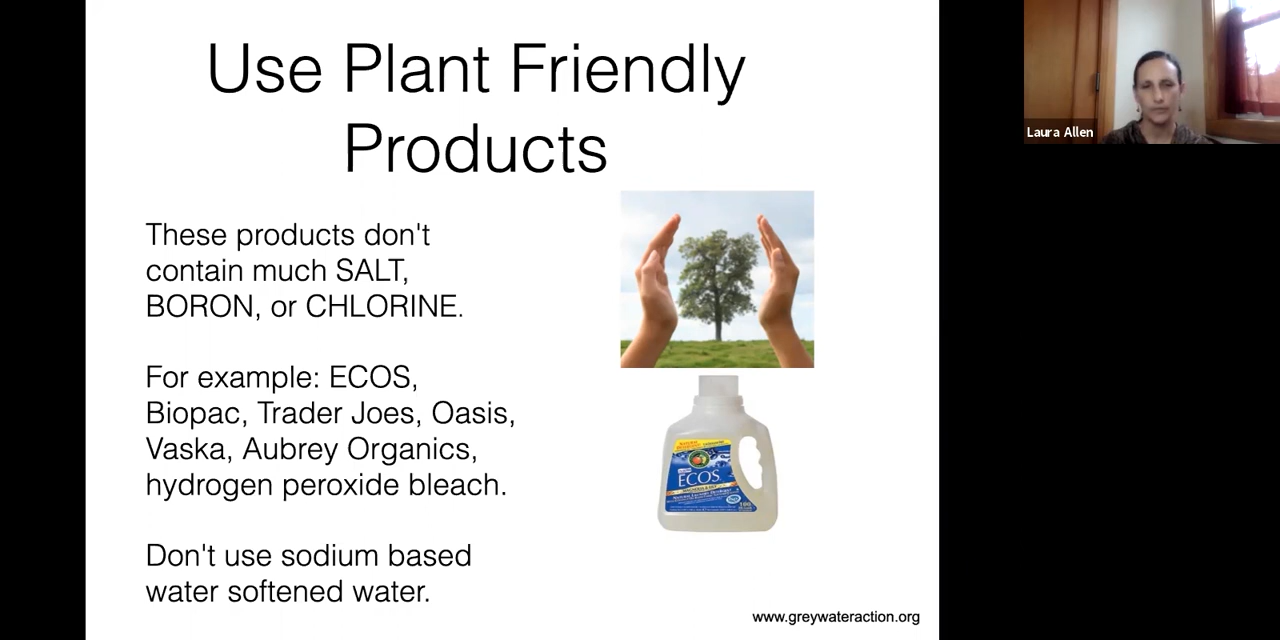 Use Plant Friendly
Products
Laura Allen
These products don't
contain much SALT,
BORON, or CHLORINE.
For example: ECOS,
Biopac, Trader Joes, Oasis,
Vaska, Aubrey Organics,
hydrogen peroxide bleach.
Don't use sodium based
water softened water.
ECOS
www.greywateraction.org